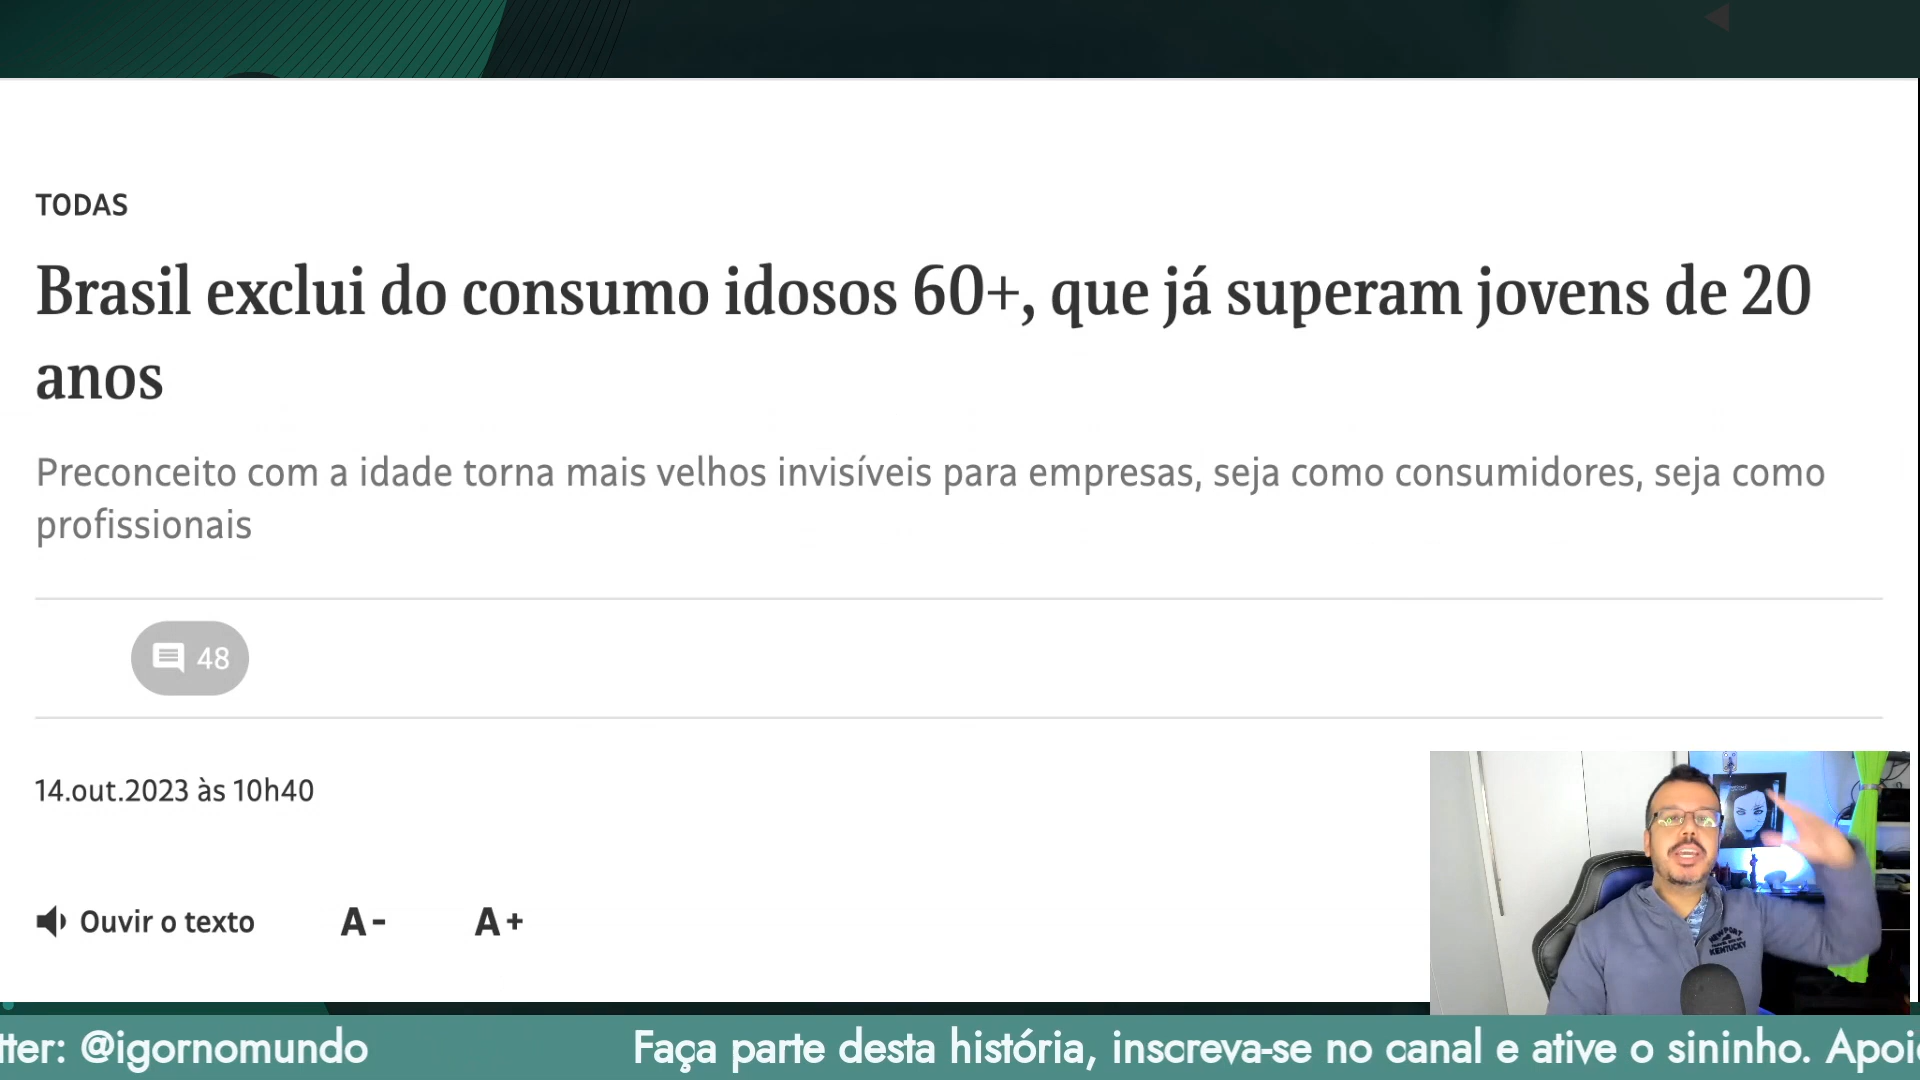 TODAS
Brasil exclui do consumo idosos 60+, que já superam jovens de 20
anos
Preconceito com a idade torna mais velhos invisíveis para empresas, seja como consumidores, seja como
profissionais
48
14.out.2023 às 10h40
Ouvir o texto A- A+
NEWPORT
KENTUCKY
tter: @igornomundo Faça parte desta história, inscreva-se no canal e ative o sininho. Apoi